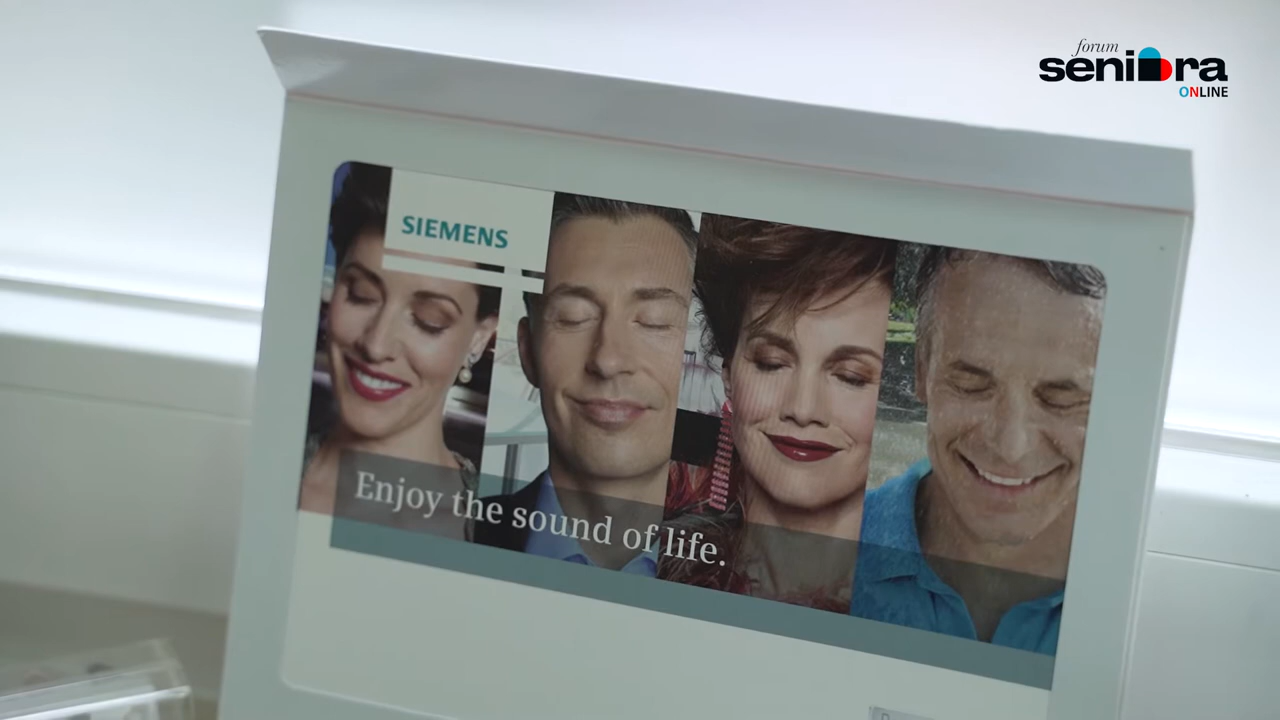 forum
seniora
ONLINE
SIEMENS
Enjoy the sound of life.